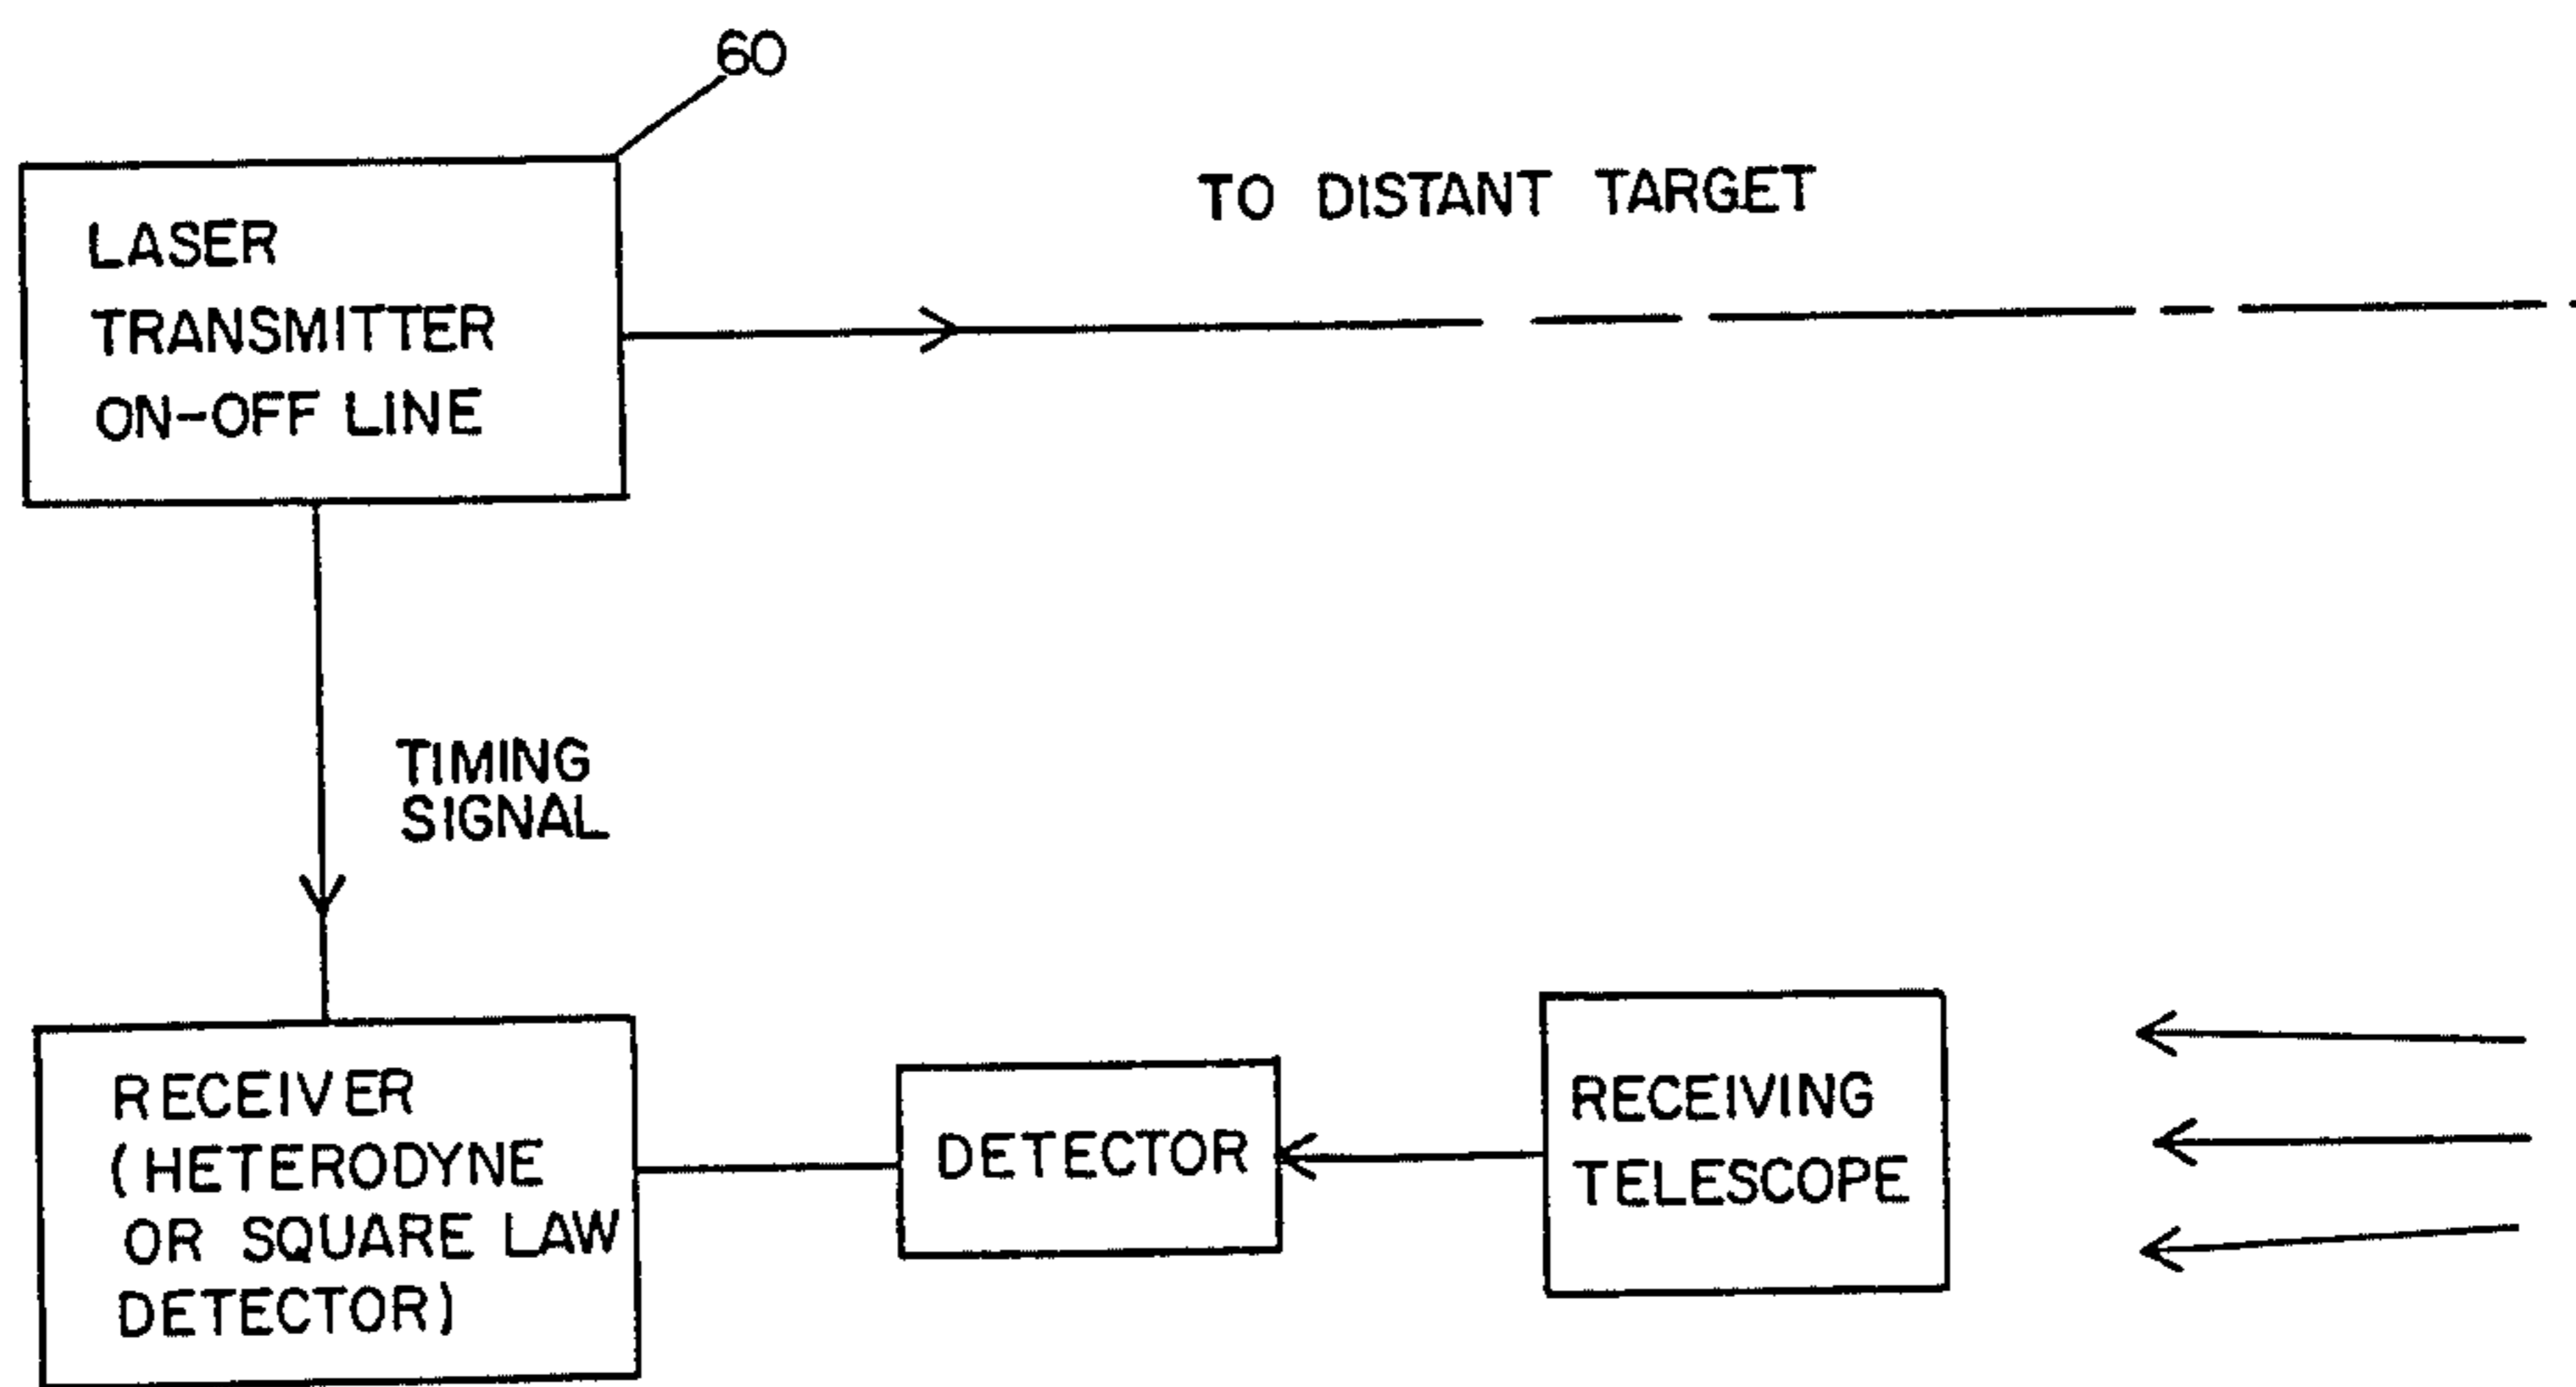 60
LASER
TRANSMITTER
ON-OFF LINE
TO DISTANT TARGET
TIMING
SIGNAL
RECEIVER
(HETERODYNE
OR SQUARE LAW
DETECTOR)
DETECTOR
RECEIVING
TELESCOPE